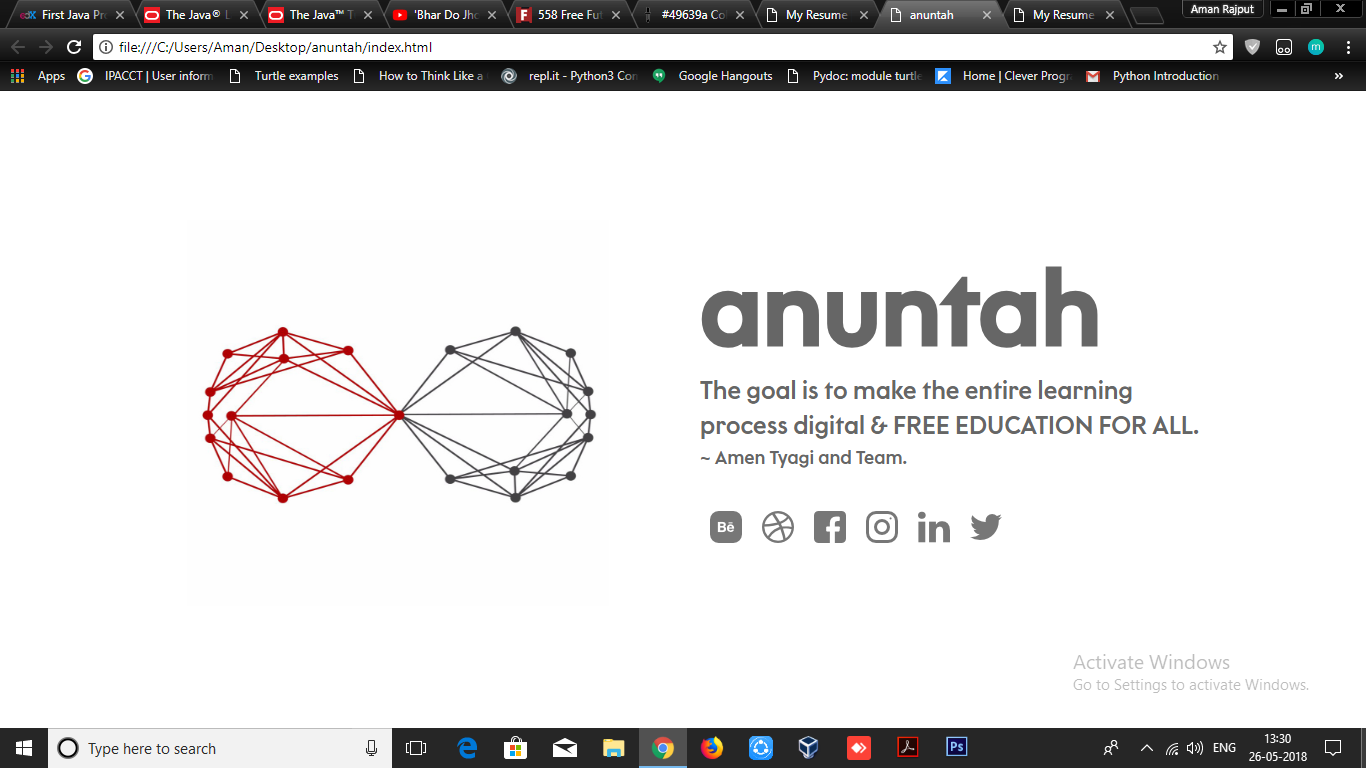 First Java Pr
The Java® L
The Java™ T
'Bhar Do Jho
558 Free Fut
#49639a Co
My Resume
anuntah
My Resume
Aman Rajput
file:///C:/Users/Aman/Desktop/anuntah/index.html
Apps
IPACCT | User inform
Turtle examples
How to Think Like a
repl.it - Python3 Con
Google Hangouts
Pydoc: module turtle
Home | Clever Progr
Python Introduction
»
anuntah
The goal is to make the entire learning
process digital & FREE EDUCATION FOR ALL.
~ Amen Tyagi and Team.
Bē
in
Activate Windows
Go to Settings to activate Windows.
Type here to search
Ps
ENG
13:30
26-05-2018